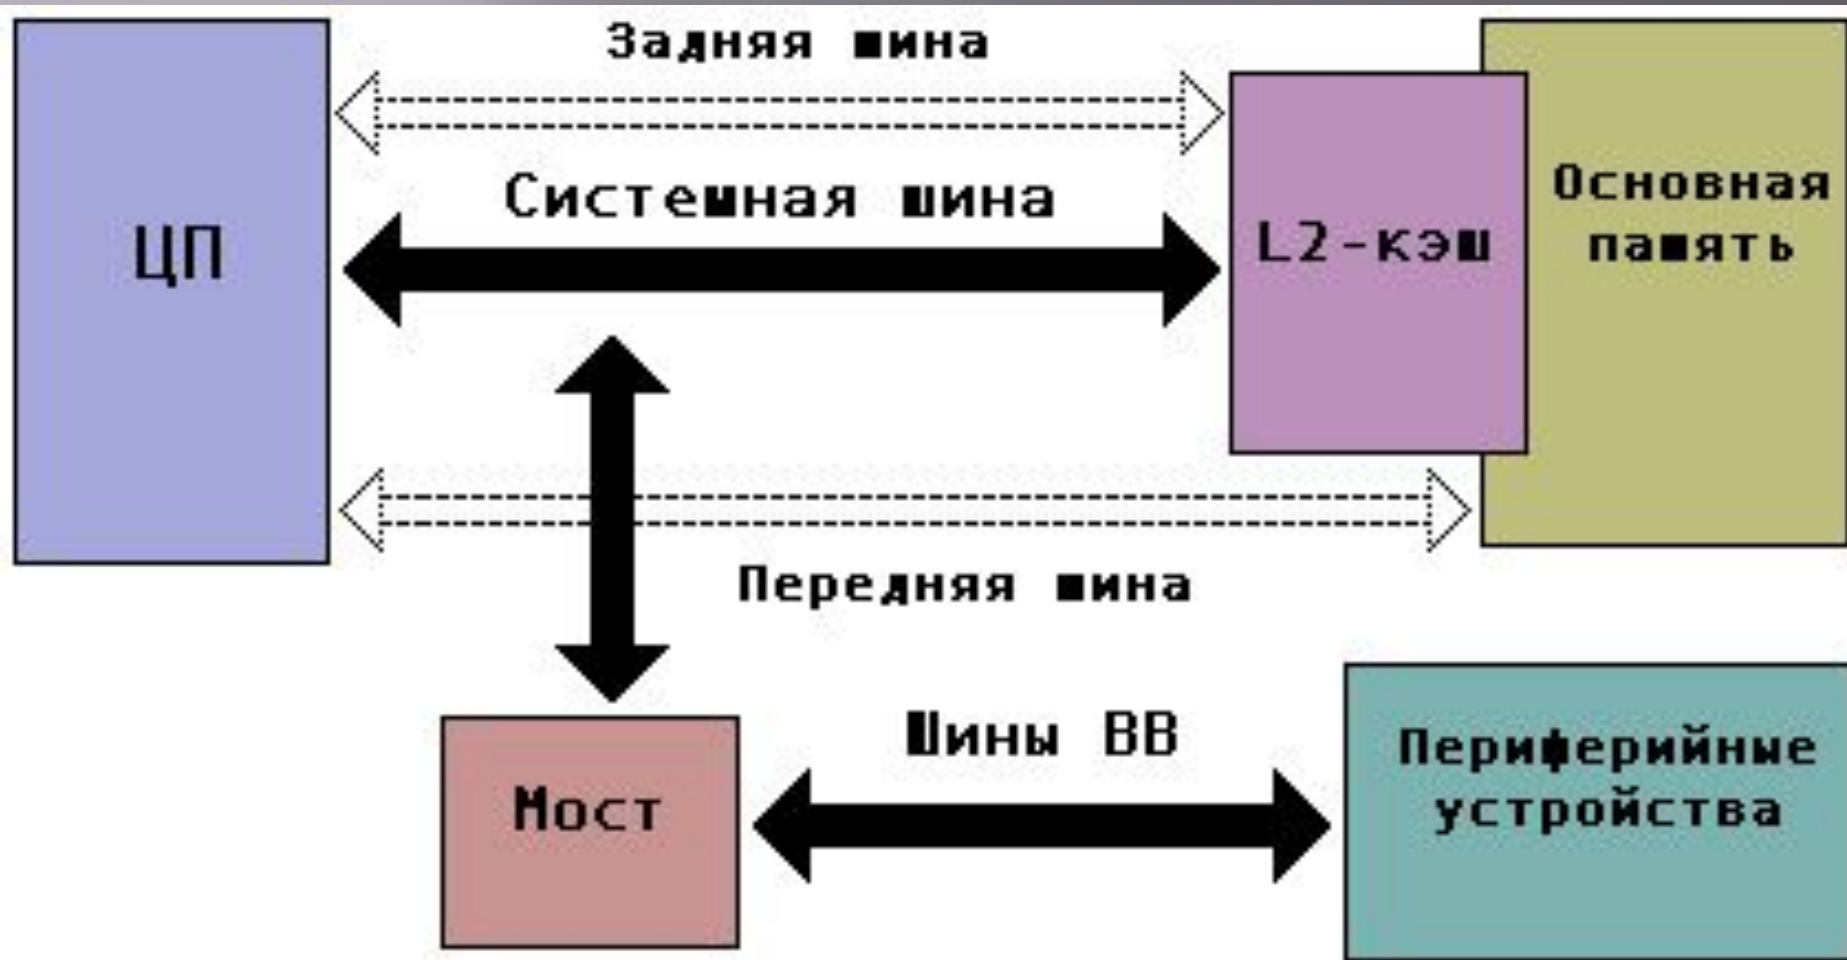 Задняя шина
Системная шина
ЦП
L2-кэш
Основная
память
Передняя шина
Шины ВВ
Мост
Периферийные
устройства